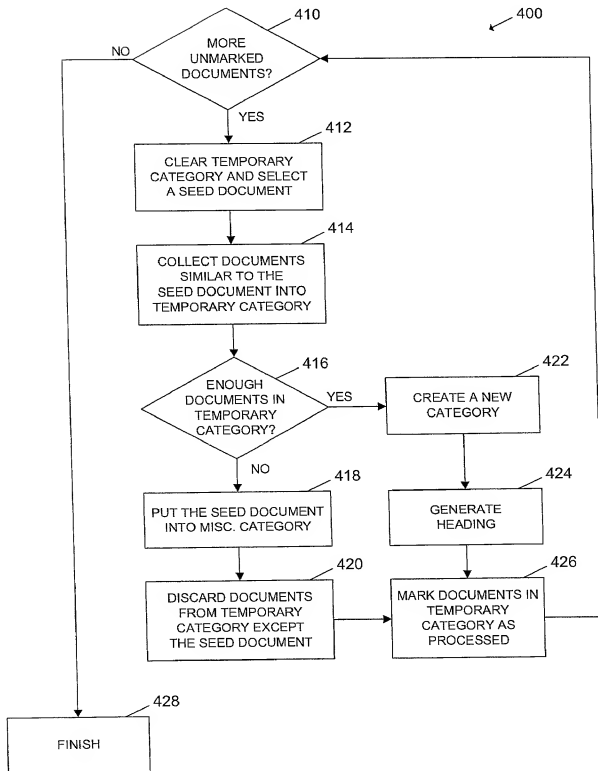 410
400
MORE
UNMARKED
DOCUMENTS?
NO
YES
412
CLEAR TEMPORARY
CATEGORY AND SELECT
A SEED DOCUMENT
414
COLLECT DOCUMENTS
SIMILAR TO THE
SEED DOCUMENT INTO
TEMPORARY CATEGORY
416
ENOUGH
DOCUMENTS IN
TEMPORARY
CATEGORY?
YES
NO
422
CREATE A NEW
CATEGORY
418
PUT THE SEED DOCUMENT
INTO MISC. CATEGORY
424
GENERATE
HEADING
420
DISCARD DOCUMENTS
FROM TEMPORARY
CATEGORY EXCEPT
THE SEED DOCUMENT
426
MARK DOCUMENTS IN
TEMPORARY
CATEGORY AS
PROCESSED
428
FINISH